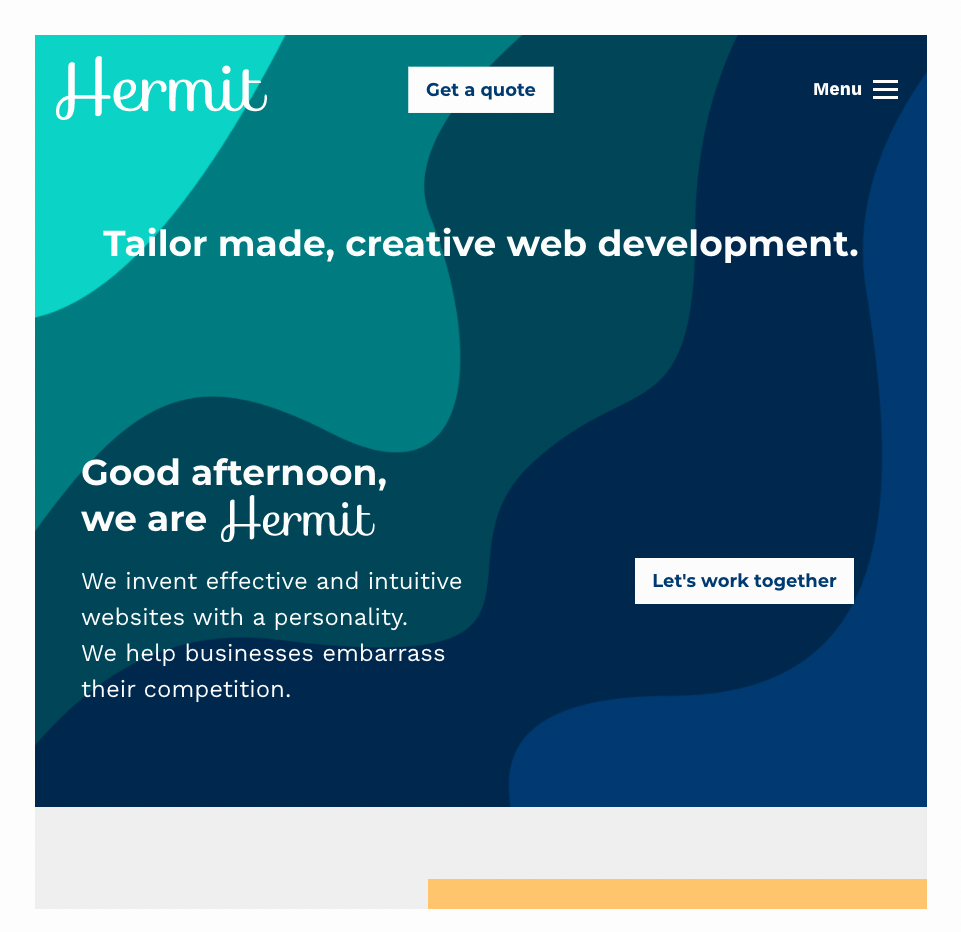 Hermit
Get a quote
Menu
Tailor made, creative web development.
Good afternoon,
we are Hermit
We invent effective and intuitive
websites with a personality.
We help businesses embarrass
their competition.
Let's work together